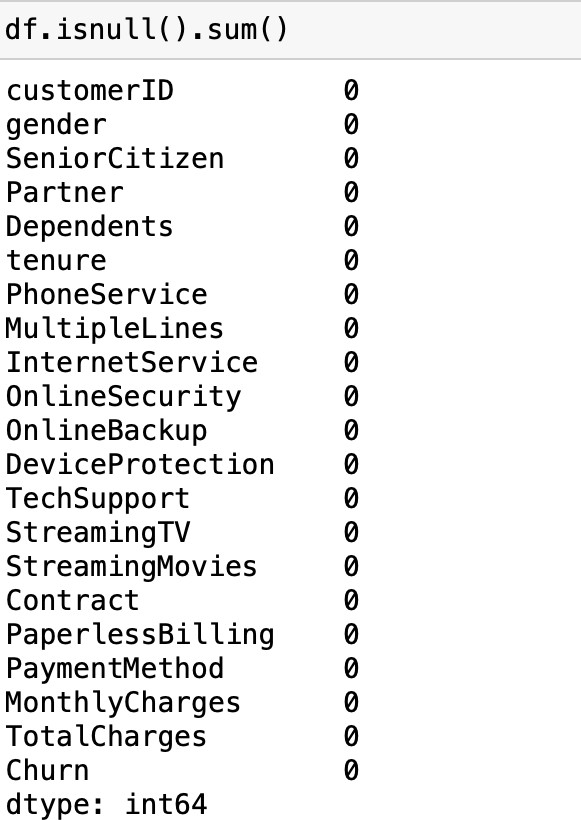 df.isnull().sum()
customerID 0
gender 0
SeniorCitizen 0
Partner 0
Dependents 0
tenure 0
PhoneService 0
MultipleLines 0
InternetService 0
OnlineSecurity 0
OnlineBackup 0
DeviceProtection 0
TechSupport 0
StreamingTV 0
StreamingMovies 0
Contract 0
PaperlessBilling 0
PaymentMethod 0
MonthlyCharges 0
TotalCharges 0
Churn 0
dtype: int64